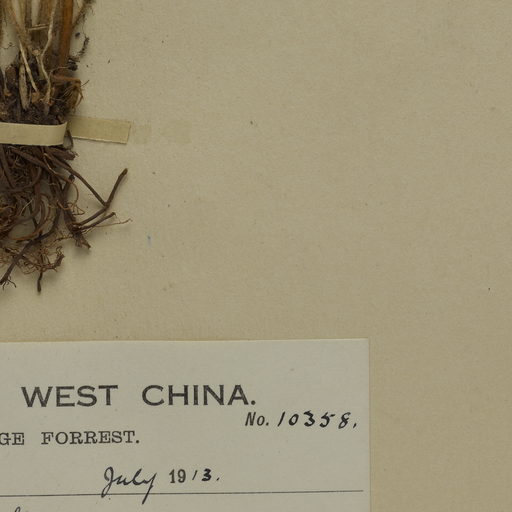 WEST CHINA.
No. 10358.
GE FORREST.
July 1913.